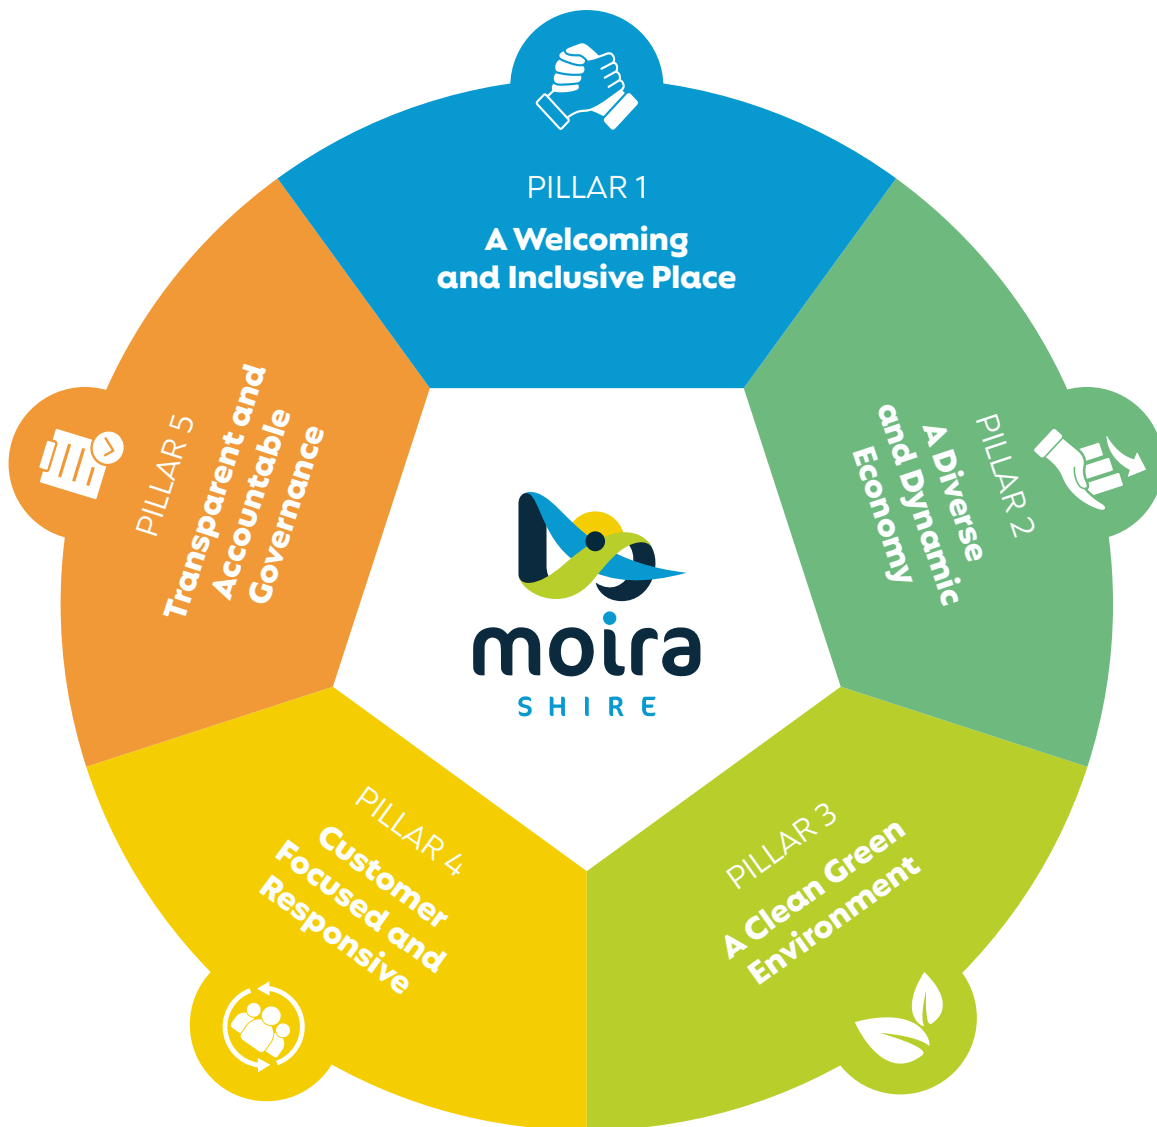 PILLAR 1
A Welcoming
and Inclusive Place
PILLAR 2
A Diverse
and Dynamic
Economy
PILLAR 3
A Clean Green
Environment
PILLAR 4
Customer
Focused and
Responsive
PILLAR 5
Transparent and
Accountable
Governance
moira
SHIRE